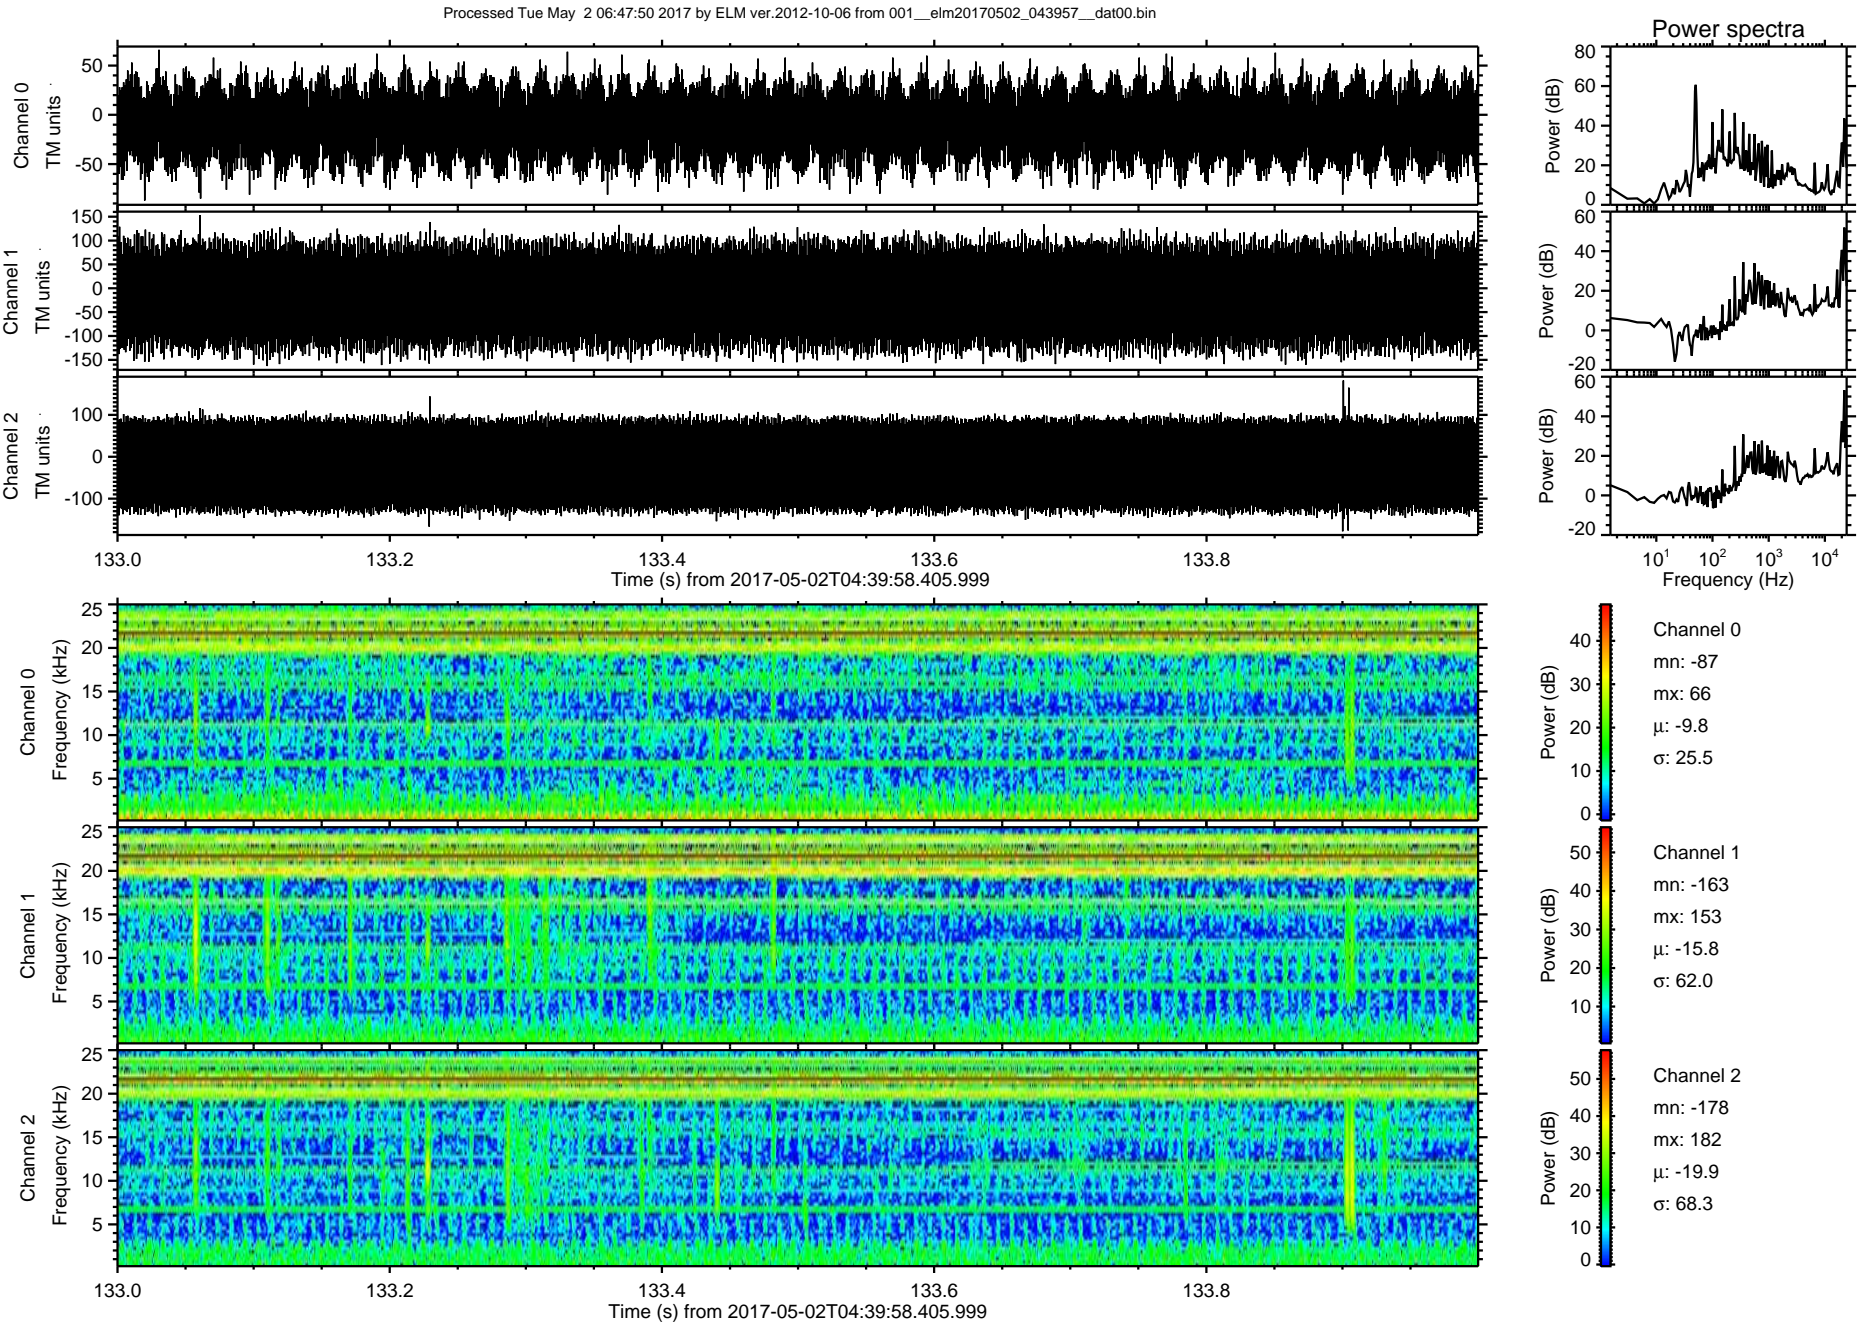 Processed Tue May  2 06:47:50 2017 by ELM ver.2012-10-06 from 001__elm20170502_043957__dat00.bin
Power spectra
Channel 0
TM units
50
0
-50
Power (dB)
80
60
40
20
0
Channel 1
TM units
150
100
50
0
-50
-100
-150
Power (dB)
60
40
20
0
-20
Channel 2
TM units
100
0
-100
Power (dB)
60
40
20
0
-20
133.0 133.2 133.4 133.6 133.8
Time (s) from 2017-05-02T04:39:58.405.999
10^1 10^2 10^3 10^4
Frequency (Hz)
Channel 0
Frequency (kHz)
25
20
15
10
5
Power (dB)
40
30
20
10
0
Channel 0
mn: -87
mx: 66
μ: -9.8
σ: 25.5
Channel 1
Frequency (kHz)
25
20
15
10
5
Power (dB)
50
40
30
20
10
Channel 1
mn: -163
mx: 153
μ: -15.8
σ: 62.0
Channel 2
Frequency (kHz)
25
20
15
10
5
Power (dB)
50
40
30
20
10
0
Channel 2
mn: -178
mx: 182
μ: -19.9
σ: 68.3
133.0 133.2 133.4 133.6 133.8
Time (s) from 2017-05-02T04:39:58.405.999